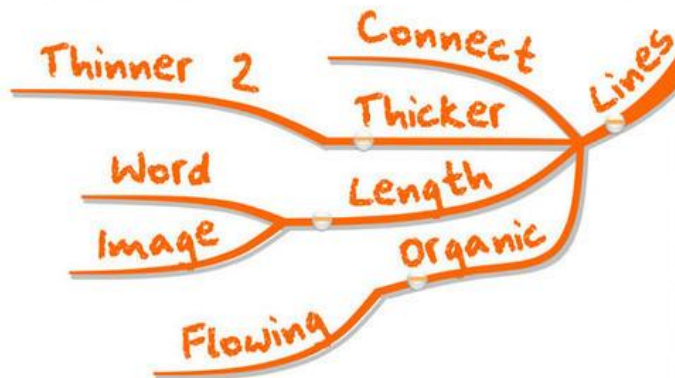 Lines
Connect
Thinner 2
Thicker
Word
Length
Image
Organic
Flowing